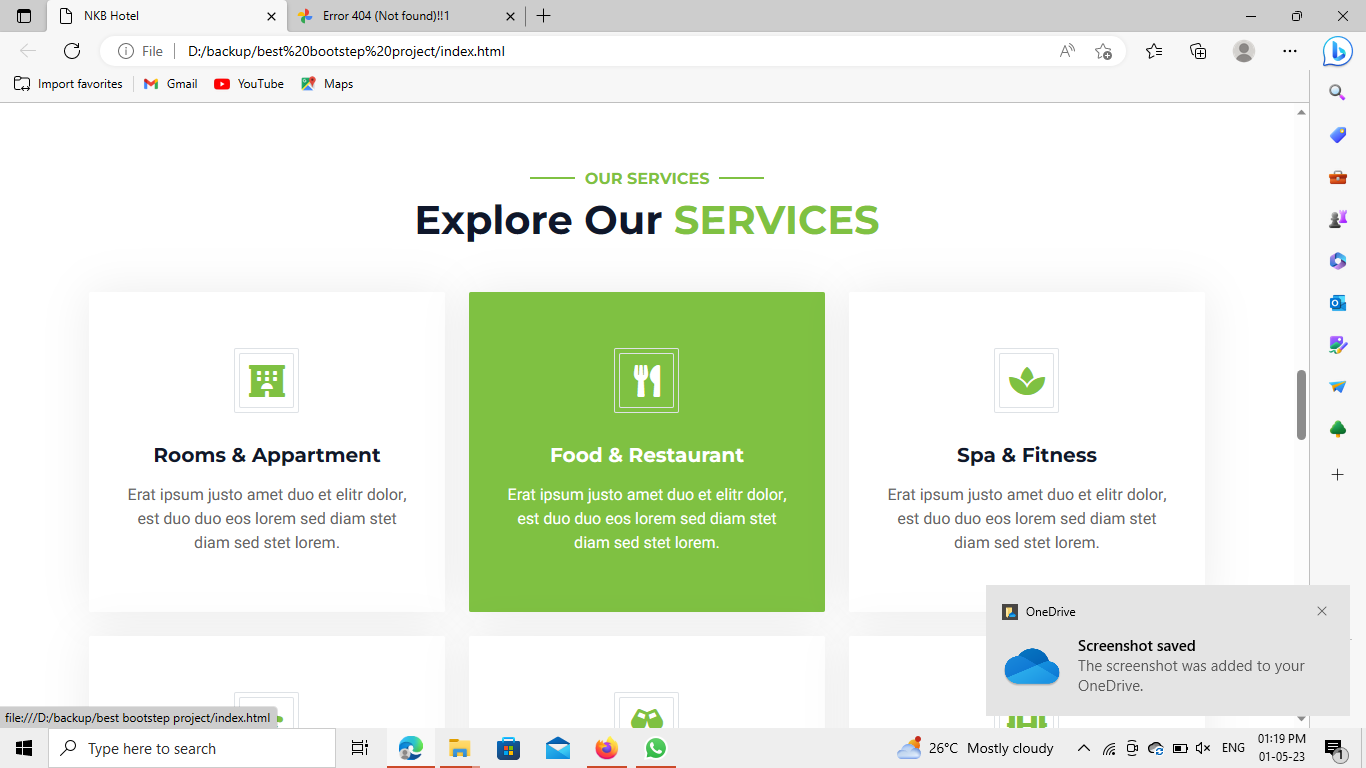 NKB Hotel
Error 404 (Not found)!!1
File
D:/backup/best%20bootstep%20project/index.html
Import favorites
Gmail
YouTube
Maps
OUR SERVICES
Explore Our SERVICES
Rooms & Appartment
Erat ipsum justo amet duo et elitr dolor,
est duo duo eos lorem sed diam stet
diam sed stet lorem.
Food & Restaurant
Erat ipsum justo amet duo et elitr dolor,
est duo duo eos lorem sed diam stet
diam sed stet lorem.
Spa & Fitness
Erat ipsum justo amet duo et elitr dolor,
est duo duo eos lorem sed diam stet
diam sed stet lorem.
OneDrive
Screenshot saved
The screenshot was added to your
OneDrive.
file:///D:/backup/best bootstep project/index.html
Type here to search
26°C Mostly cloudy
ENG
01:19 PM
01-05-23
1